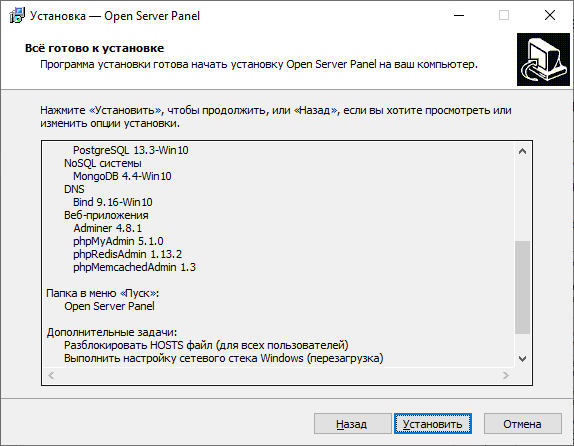 Установка — Open Server Panel
Всё готово к установке
Программа установки готова начать установку Open Server Panel на ваш компьютер.
Нажмите «Установить», чтобы продолжить, или «Назад», если вы хотите просмотреть или
изменить опции установки.
PostgreSQL 13.3-Win10
NoSQL системы
MongoDB 4.4-Win10
DNS
Bind 9.16-Win10
Веб-приложения
Adminer 4.8.1
phpMyAdmin 5.1.0
phpRedisAdmin 1.13.2
phpMemcachedAdmin 1.3
Папка в меню «Пуск»:
Open Server Panel
Дополнительные задачи:
Разблокировать HOSTS файл (для всех пользователей)
Выполнить настройку сетевого стека Windows (перезагрузка)
Назад Установить Отмена